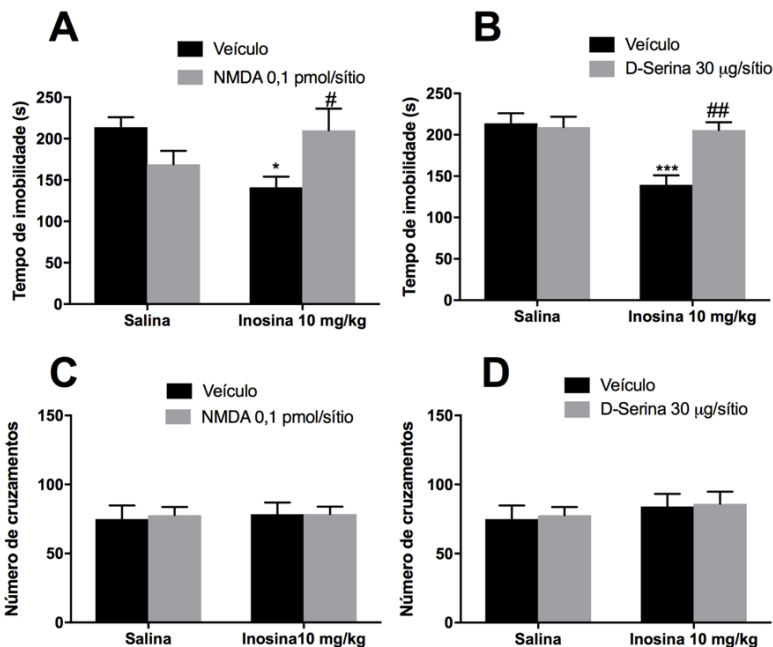 A
Veículo
NMDA 0,1 pmol/sítio
Tempo de imobilidade (s)
250
200
150
100
50
0
#
*
Salina
Inosina 10 mg/kg
B
Veículo
D-Serina 30 μg/sítio
Tempo de imobilidade (s)
250
200
150
100
50
0
##
***
Salina
Inosina 10 mg/kg
C
Veículo
NMDA 0,1 pmol/sítio
Número de cruzamentos
150
100
50
0
Salina
Inosina10 mg/kg
D
Veículo
D-Serina 30 μg/sítio
Número de cruzamentos
150
100
50
0
Salina
Inosina 10 mg/kg